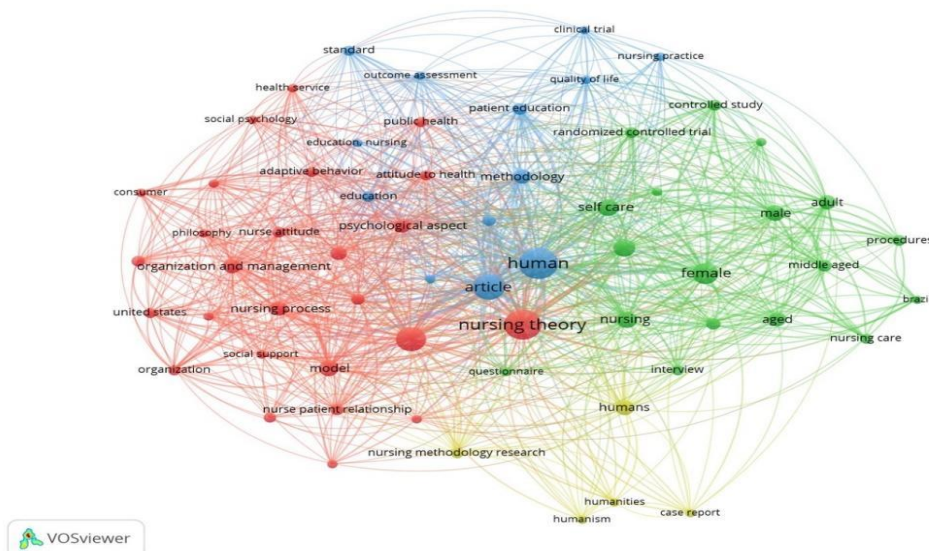 clinical trial
standard
nursing practice
outcome assessment
quality of life
health service
controlled study
patient education
social psychology
public health
randomized controlled trial
education, nursing
adaptive behavior
attitude to health
methodology
consumer
education
self care
adult
male
psychological aspect
philosophy
nurse attitude
procedures
human
organization and management
middle aged
female
article
brazi
united states
nursing process
nursing theory
nursing
aged
nursing care
social support
organization
model
questionnaire
interview
nurse patient relationship
humans
nursing methodology research
humanities
case report
humanism
VOSviewer